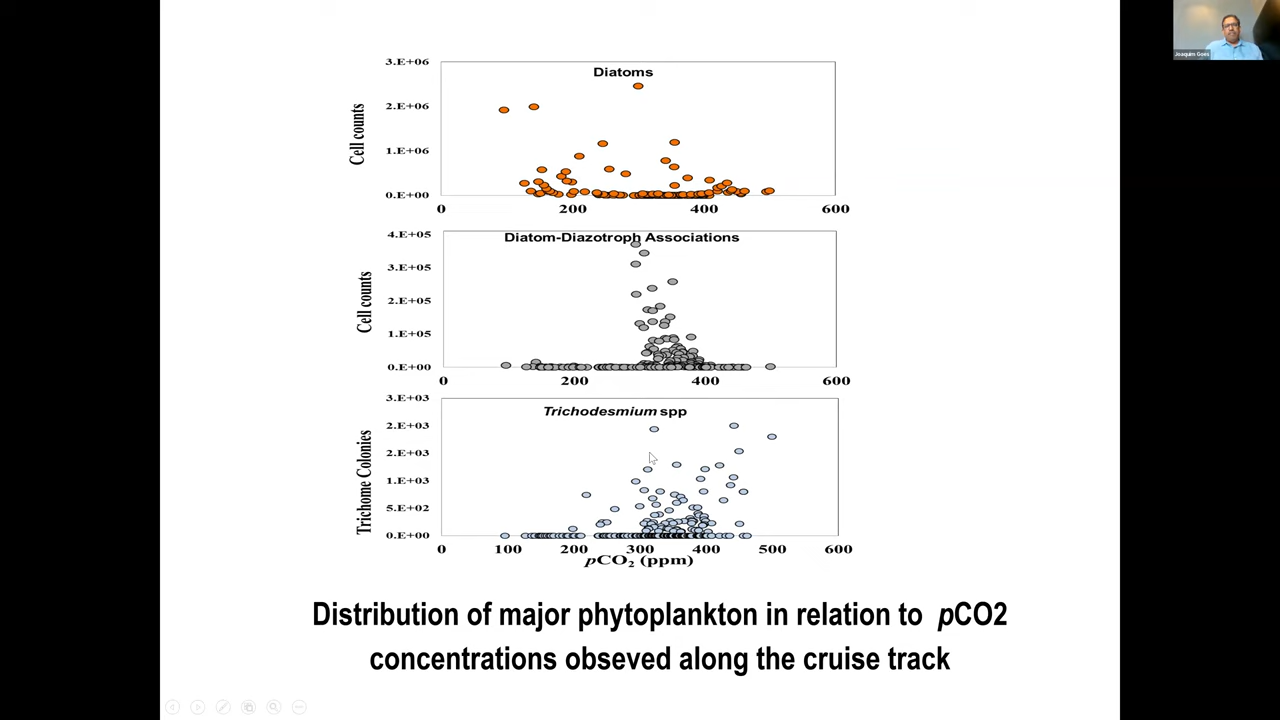 Joaquim Goes
3.E+06
Diatoms
2.E+06
1.E+06
0.E+00
Cell counts
0 200 400 600
4.E+05
Diatom-Diazotroph Associations
3.E+05
2.E+05
1.E+05
0.E+00
Cell counts
0 200 400 600
3.E+03
Trichodesmium spp
2.E+03
2.E+03
1.E+03
5.E+02
0.E+00
Trichome Colonies
0 100 200 300 400 500 600
pCO2 (ppm)
Distribution of major phytoplankton in relation to pCO2
concentrations obseved along the cruise track